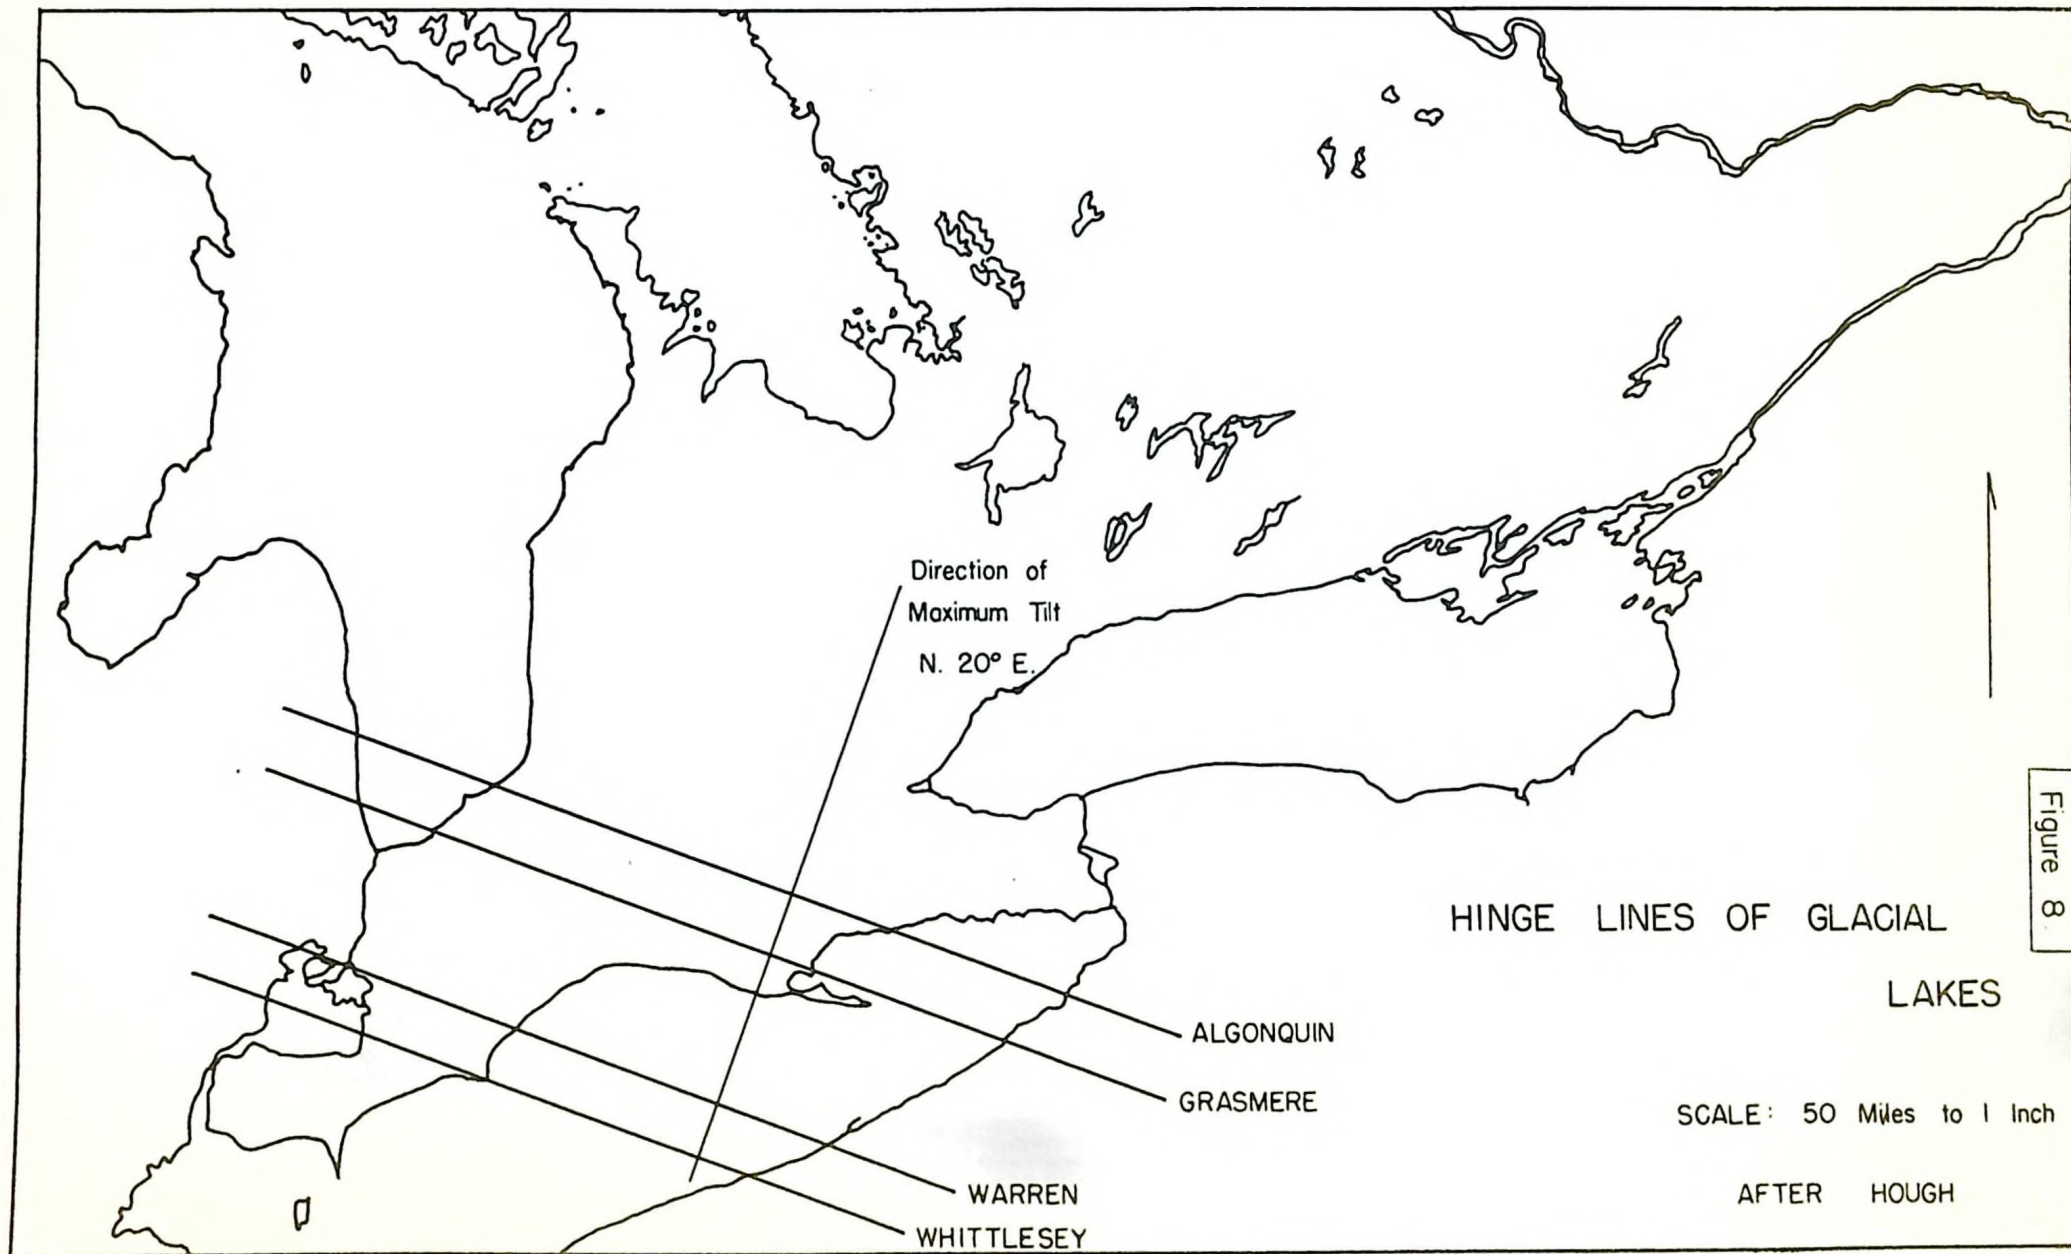 Direction of
Maximum Tilt
N. 20° E.
HINGE LINES OF GLACIAL
LAKES
Figure 8.
ALGONQUIN
GRASMERE
SCALE: 50 Miles to 1 Inch
WARREN
AFTER HOUGH
WHITTLESEY